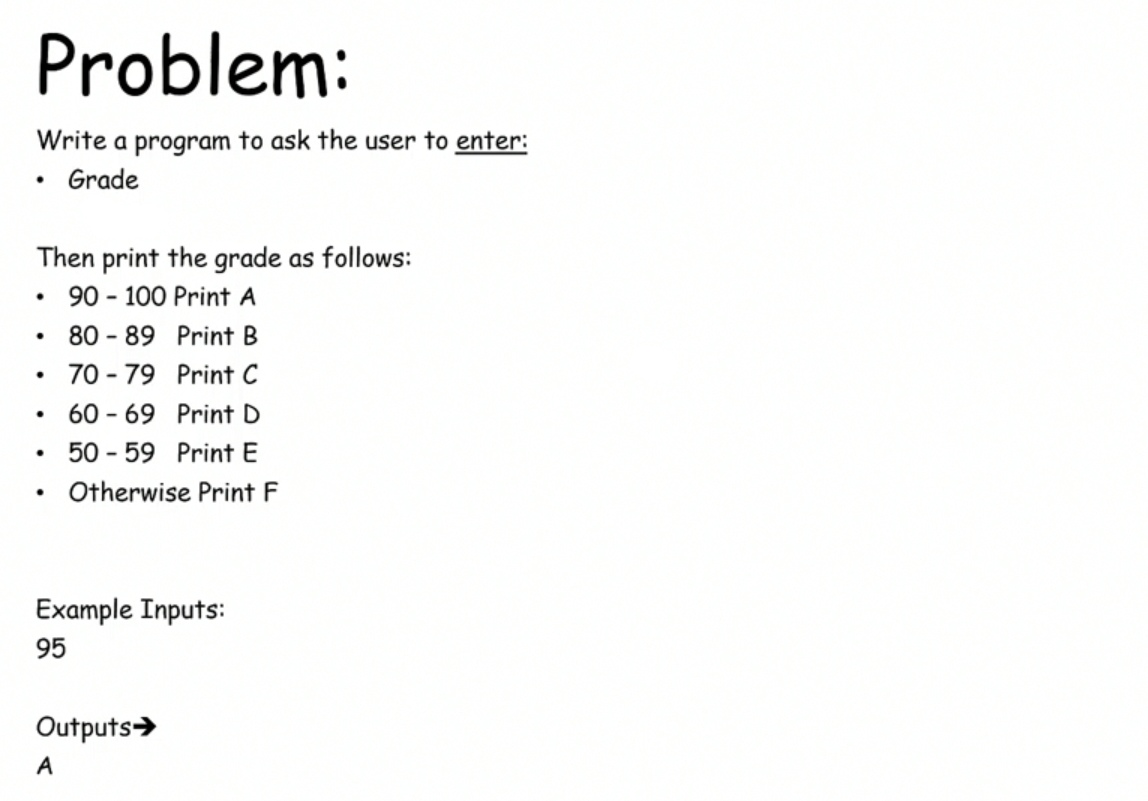 Problem:
Write a program to ask the user to enter:
• Grade
Then print the grade as follows:
• 90 – 100 Print A
• 80 – 89 Print B
• 70 – 79 Print C
• 60 – 69 Print D
• 50 – 59 Print E
• Otherwise Print F
Example Inputs:
95
Outputs➔
A